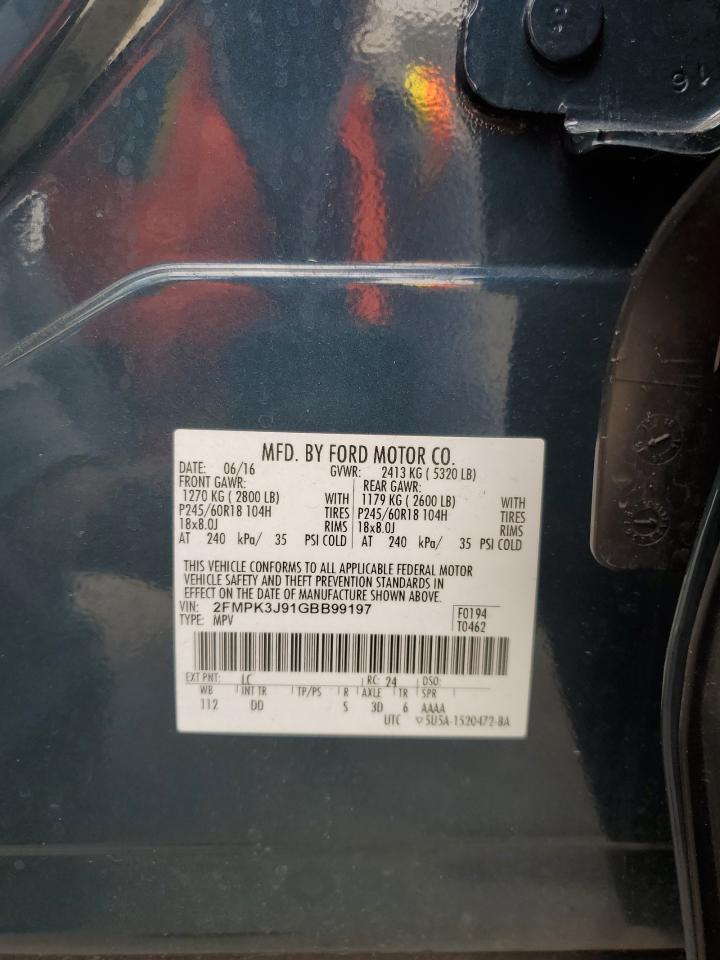 16
MFD. BY FORD MOTOR CO.
DATE: 06/16 GVWR: 2413 KG ( 5320 LB)
FRONT GAWR: REAR GAWR:
1270 KG ( 2800 LB) WITH 1179 KG ( 2600 LB) WITH
P245/60R18 104H TIRES P245/60R18 104H TIRES
18x8.0J RIMS 18x8.0J RIMS
AT 240 kPa/ 35 PSI COLD AT 240 kPa/ 35 PSI COLD
THIS VEHICLE CONFORMS TO ALL APPLICABLE FEDERAL MOTOR
VEHICLE SAFETY AND THEFT PREVENTION STANDARDS IN
EFFECT ON THE DATE OF MANUFACTURE SHOWN ABOVE.
VIN: 2FMPK3J91GBB99197 F0194
TYPE: MPV T0462
EXT PNT: LC RC: 24 DSO:
WB INT TR TP/PS R AXLE TR SPR
112 DD S 3D 6 AAAA
UTC ▽5U5A-1520472-BA